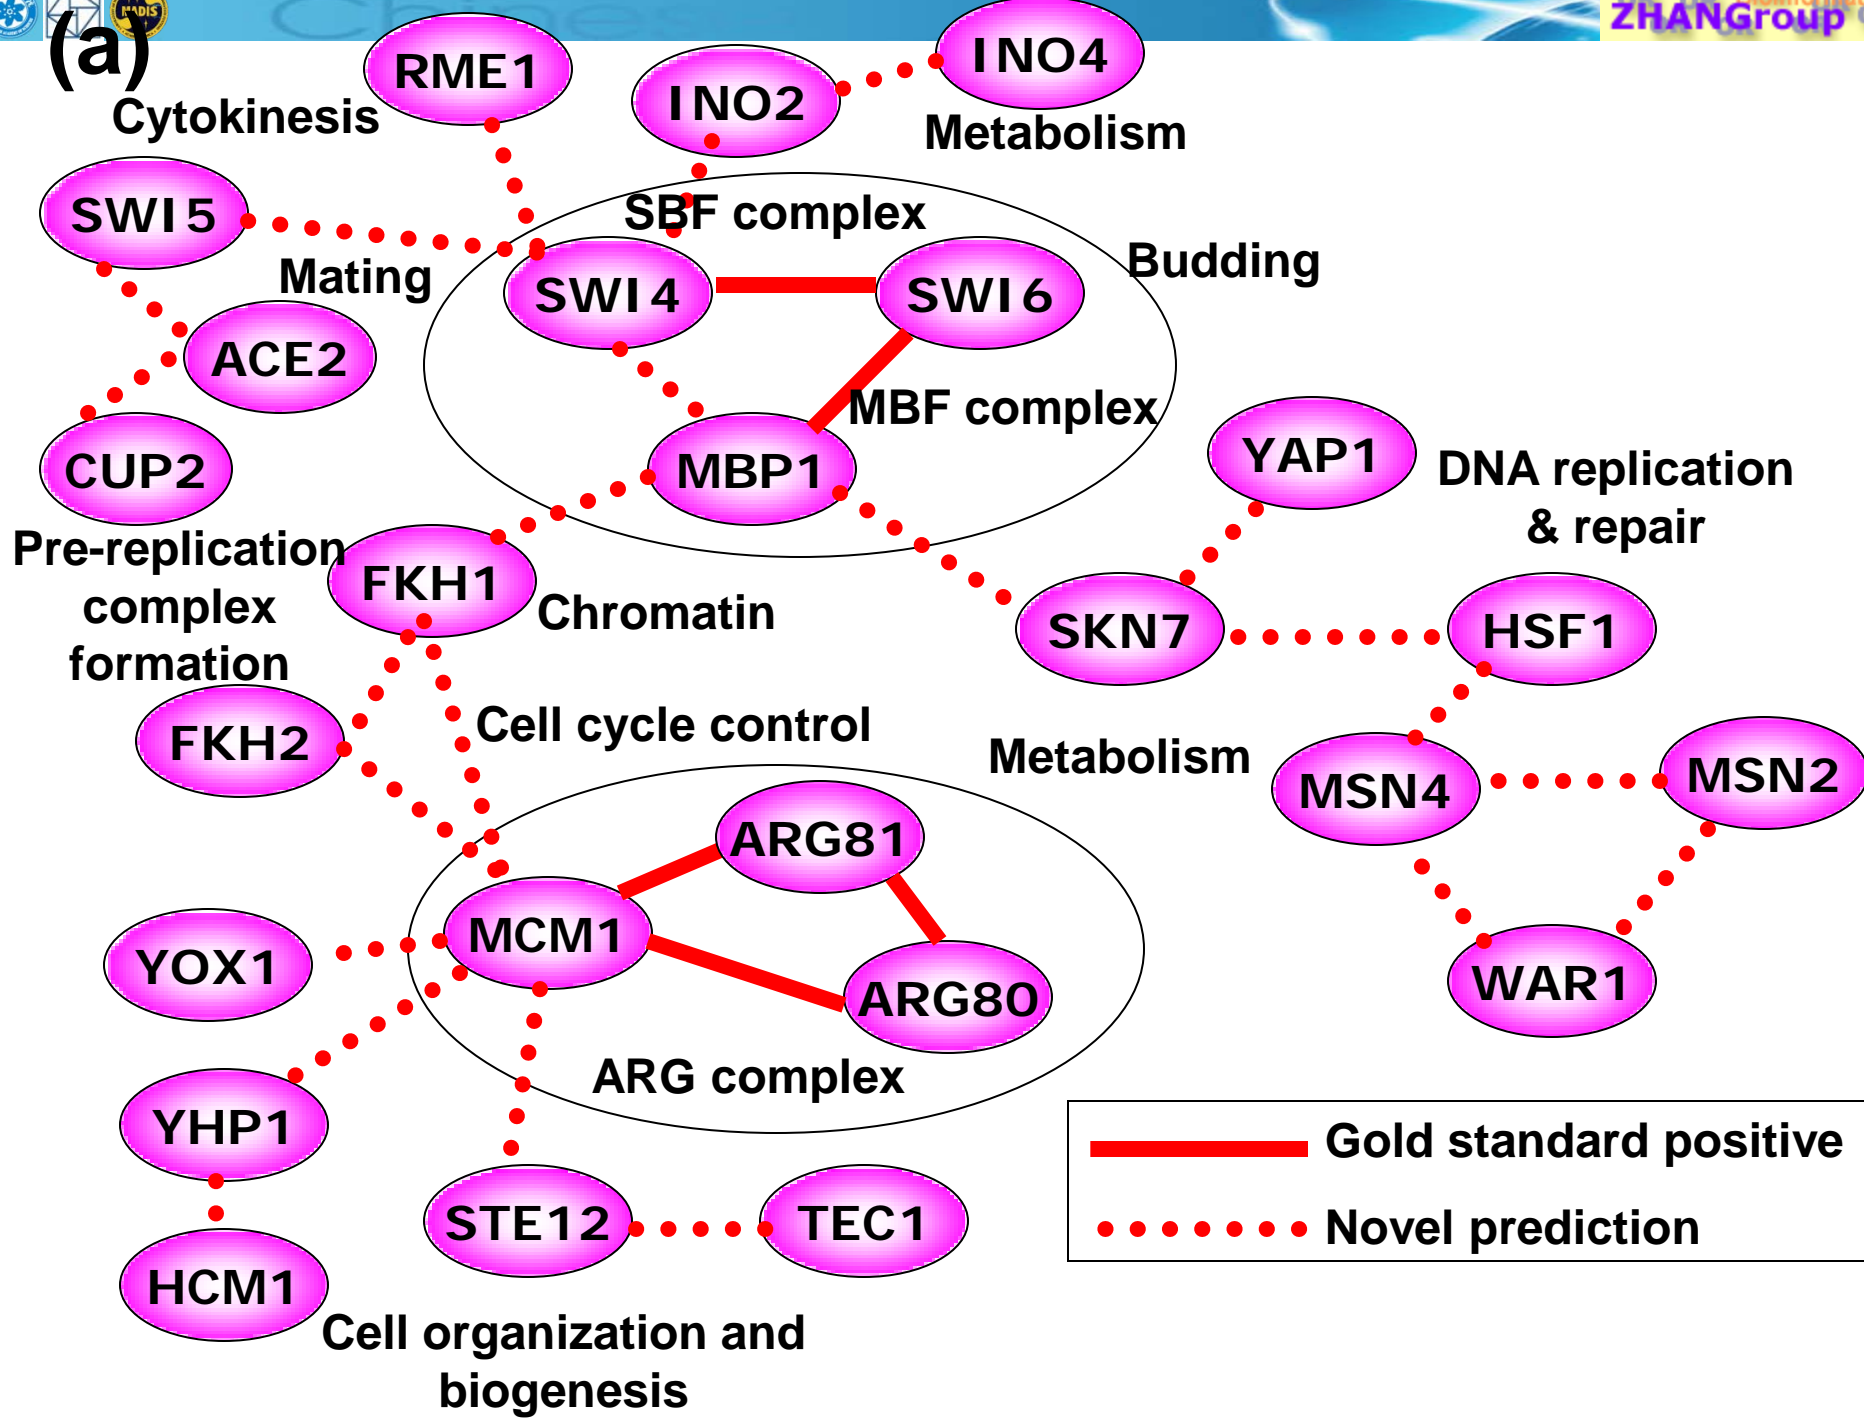 Chines
ZHANGroup
(a)
RME1
INO2
INO4
Cytokinesis
Metabolism
SWI5
SBF complex
Mating
SWI4
SWI6
Budding
ACE2
MBF complex
CUP2
MBP1
YAP1
DNA replication
& repair
Pre-replication
complex
formation
FKH1
Chromatin
SKN7
HSF1
FKH2
Cell cycle control
Metabolism
MSN4
MSN2
ARG81
MCM1
YOX1
ARG80
WAR1
ARG complex
YHP1
Gold standard positive
STE12
TEC1
Novel prediction
HCM1
Cell organization and
biogenesis